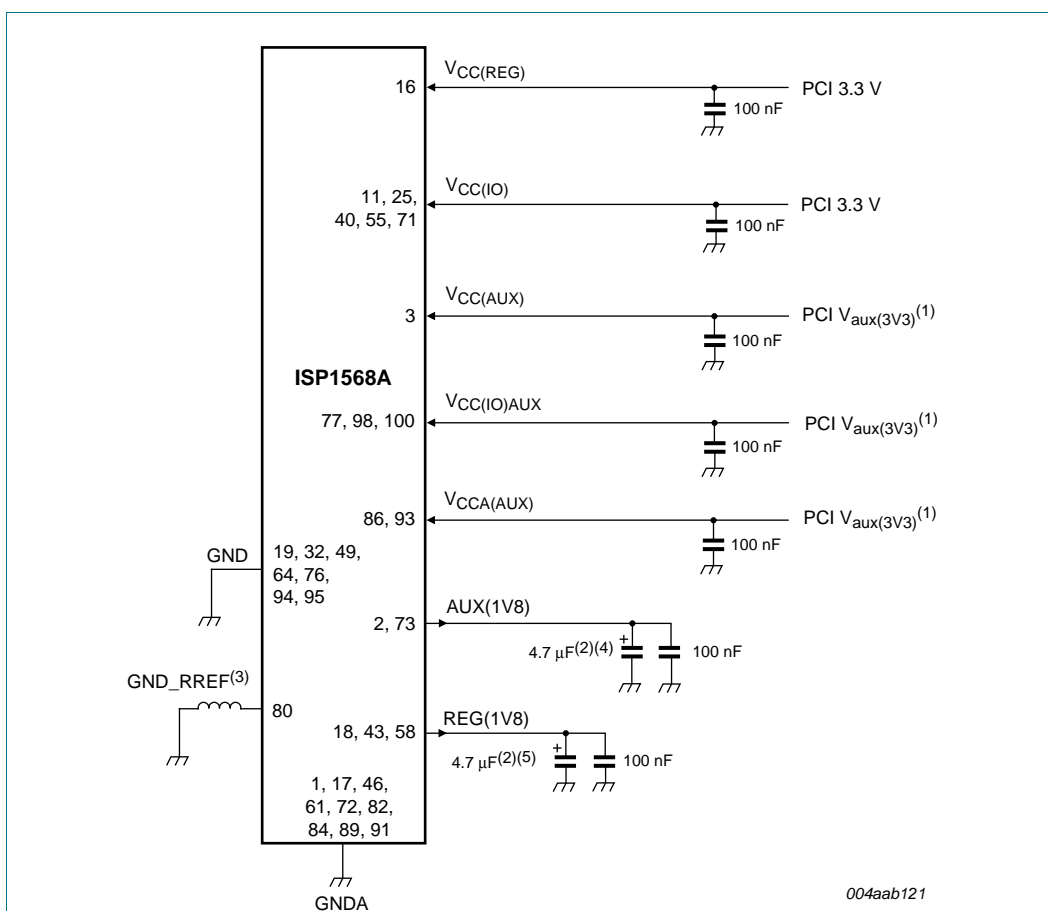 VCC(REG)
16
PCI 3.3 V
100 nF
VCC(IO)
11, 25,
40, 55, 71
PCI 3.3 V
100 nF
VCC(AUX)
3
PCI Vaux(3V3)(1)
100 nF
ISP1568A
VCC(IO)AUX
77, 98, 100
PCI Vaux(3V3)(1)
100 nF
VCCA(AUX)
86, 93
PCI Vaux(3V3)(1)
100 nF
GND
19, 32, 49,
64, 76,
94, 95
AUX(1V8)
2, 73
+
4.7 μF(2)(4)
100 nF
GND_RREF(3)
80
REG(1V8)
18, 43, 58
+
4.7 μF(2)(5)
100 nF
1, 17, 46,
61, 72, 82,
84, 89, 91
GNDA
004aab121